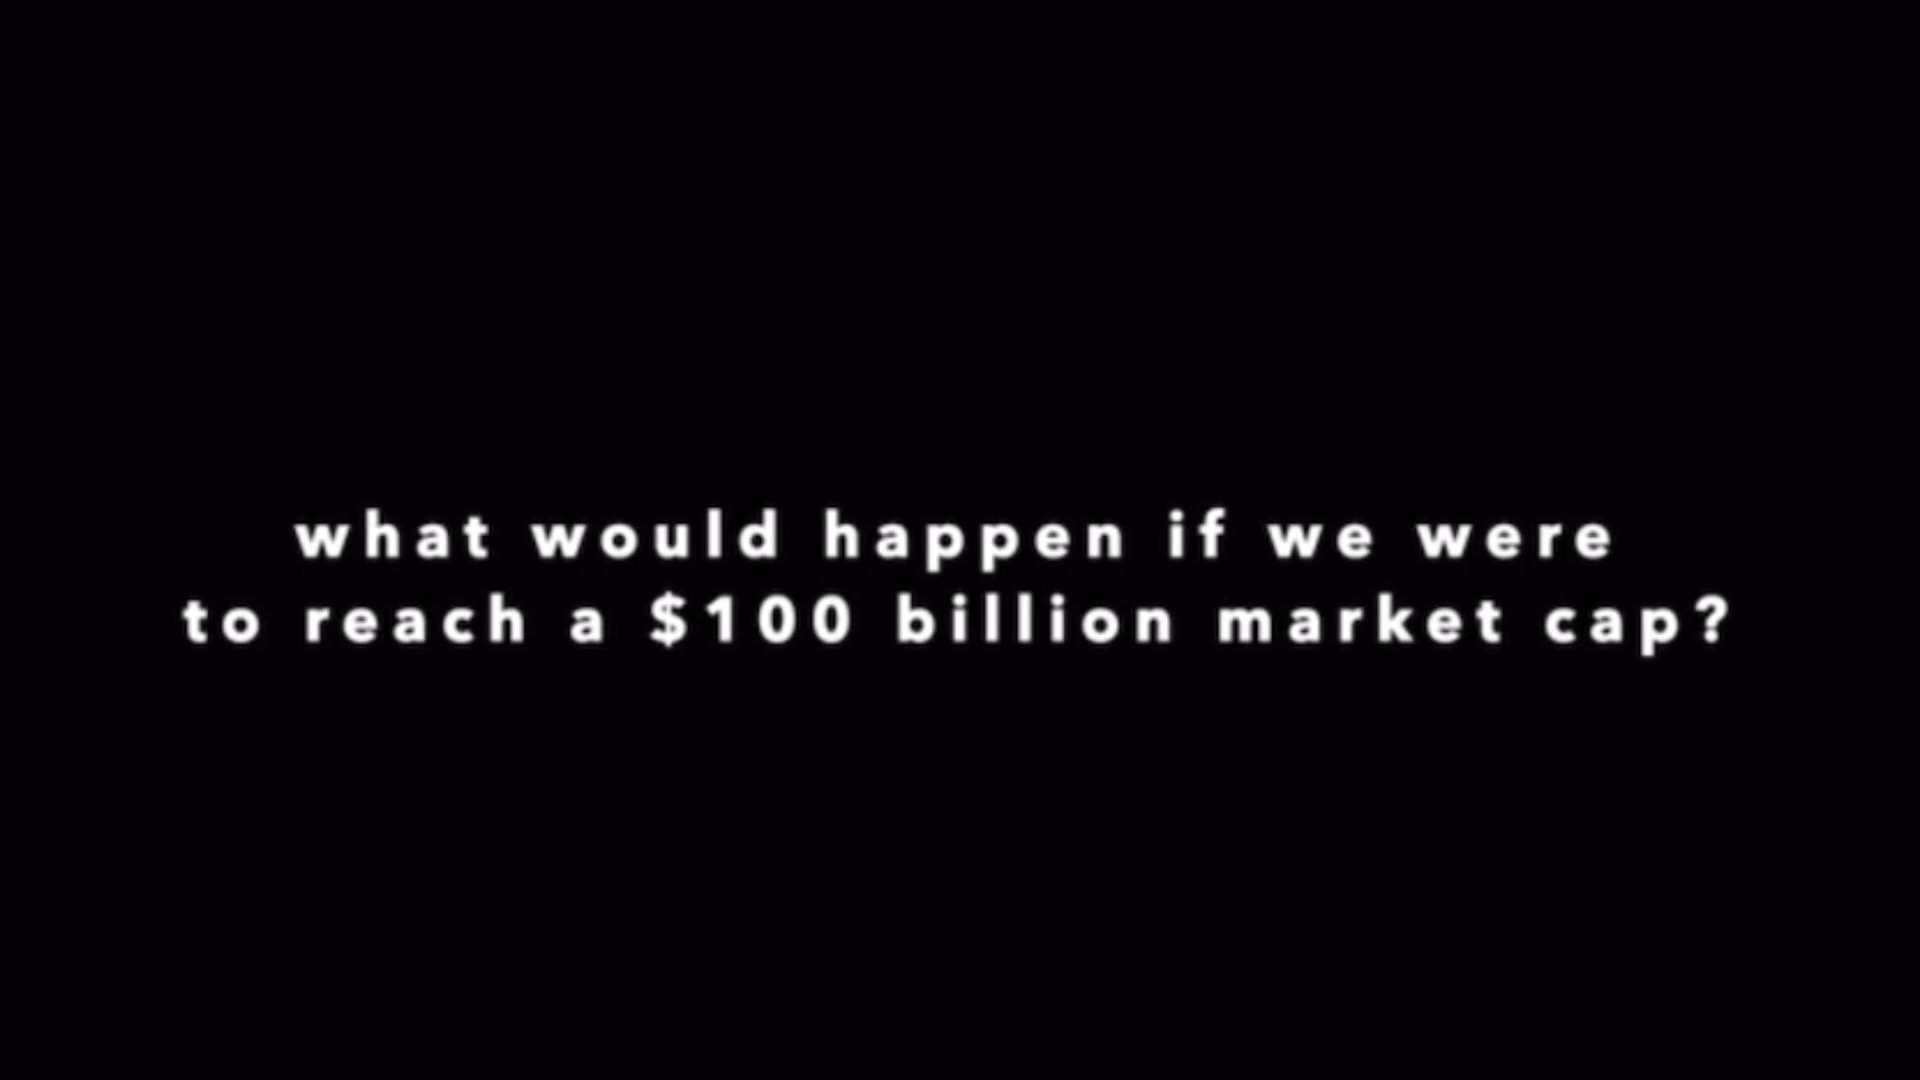 what would happen if we were
to reach a $100 billion market cap?